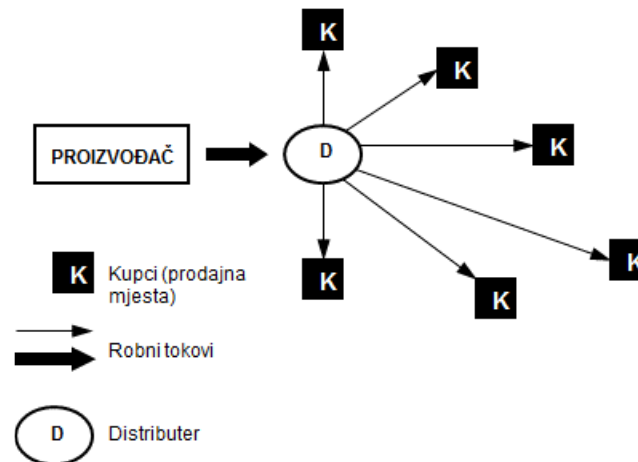 K
K
PROIZVOĐAČ
D
K
K
K
K
K
Kupci (prodajna
mjesta)
Robni tokovi
D
Distributer